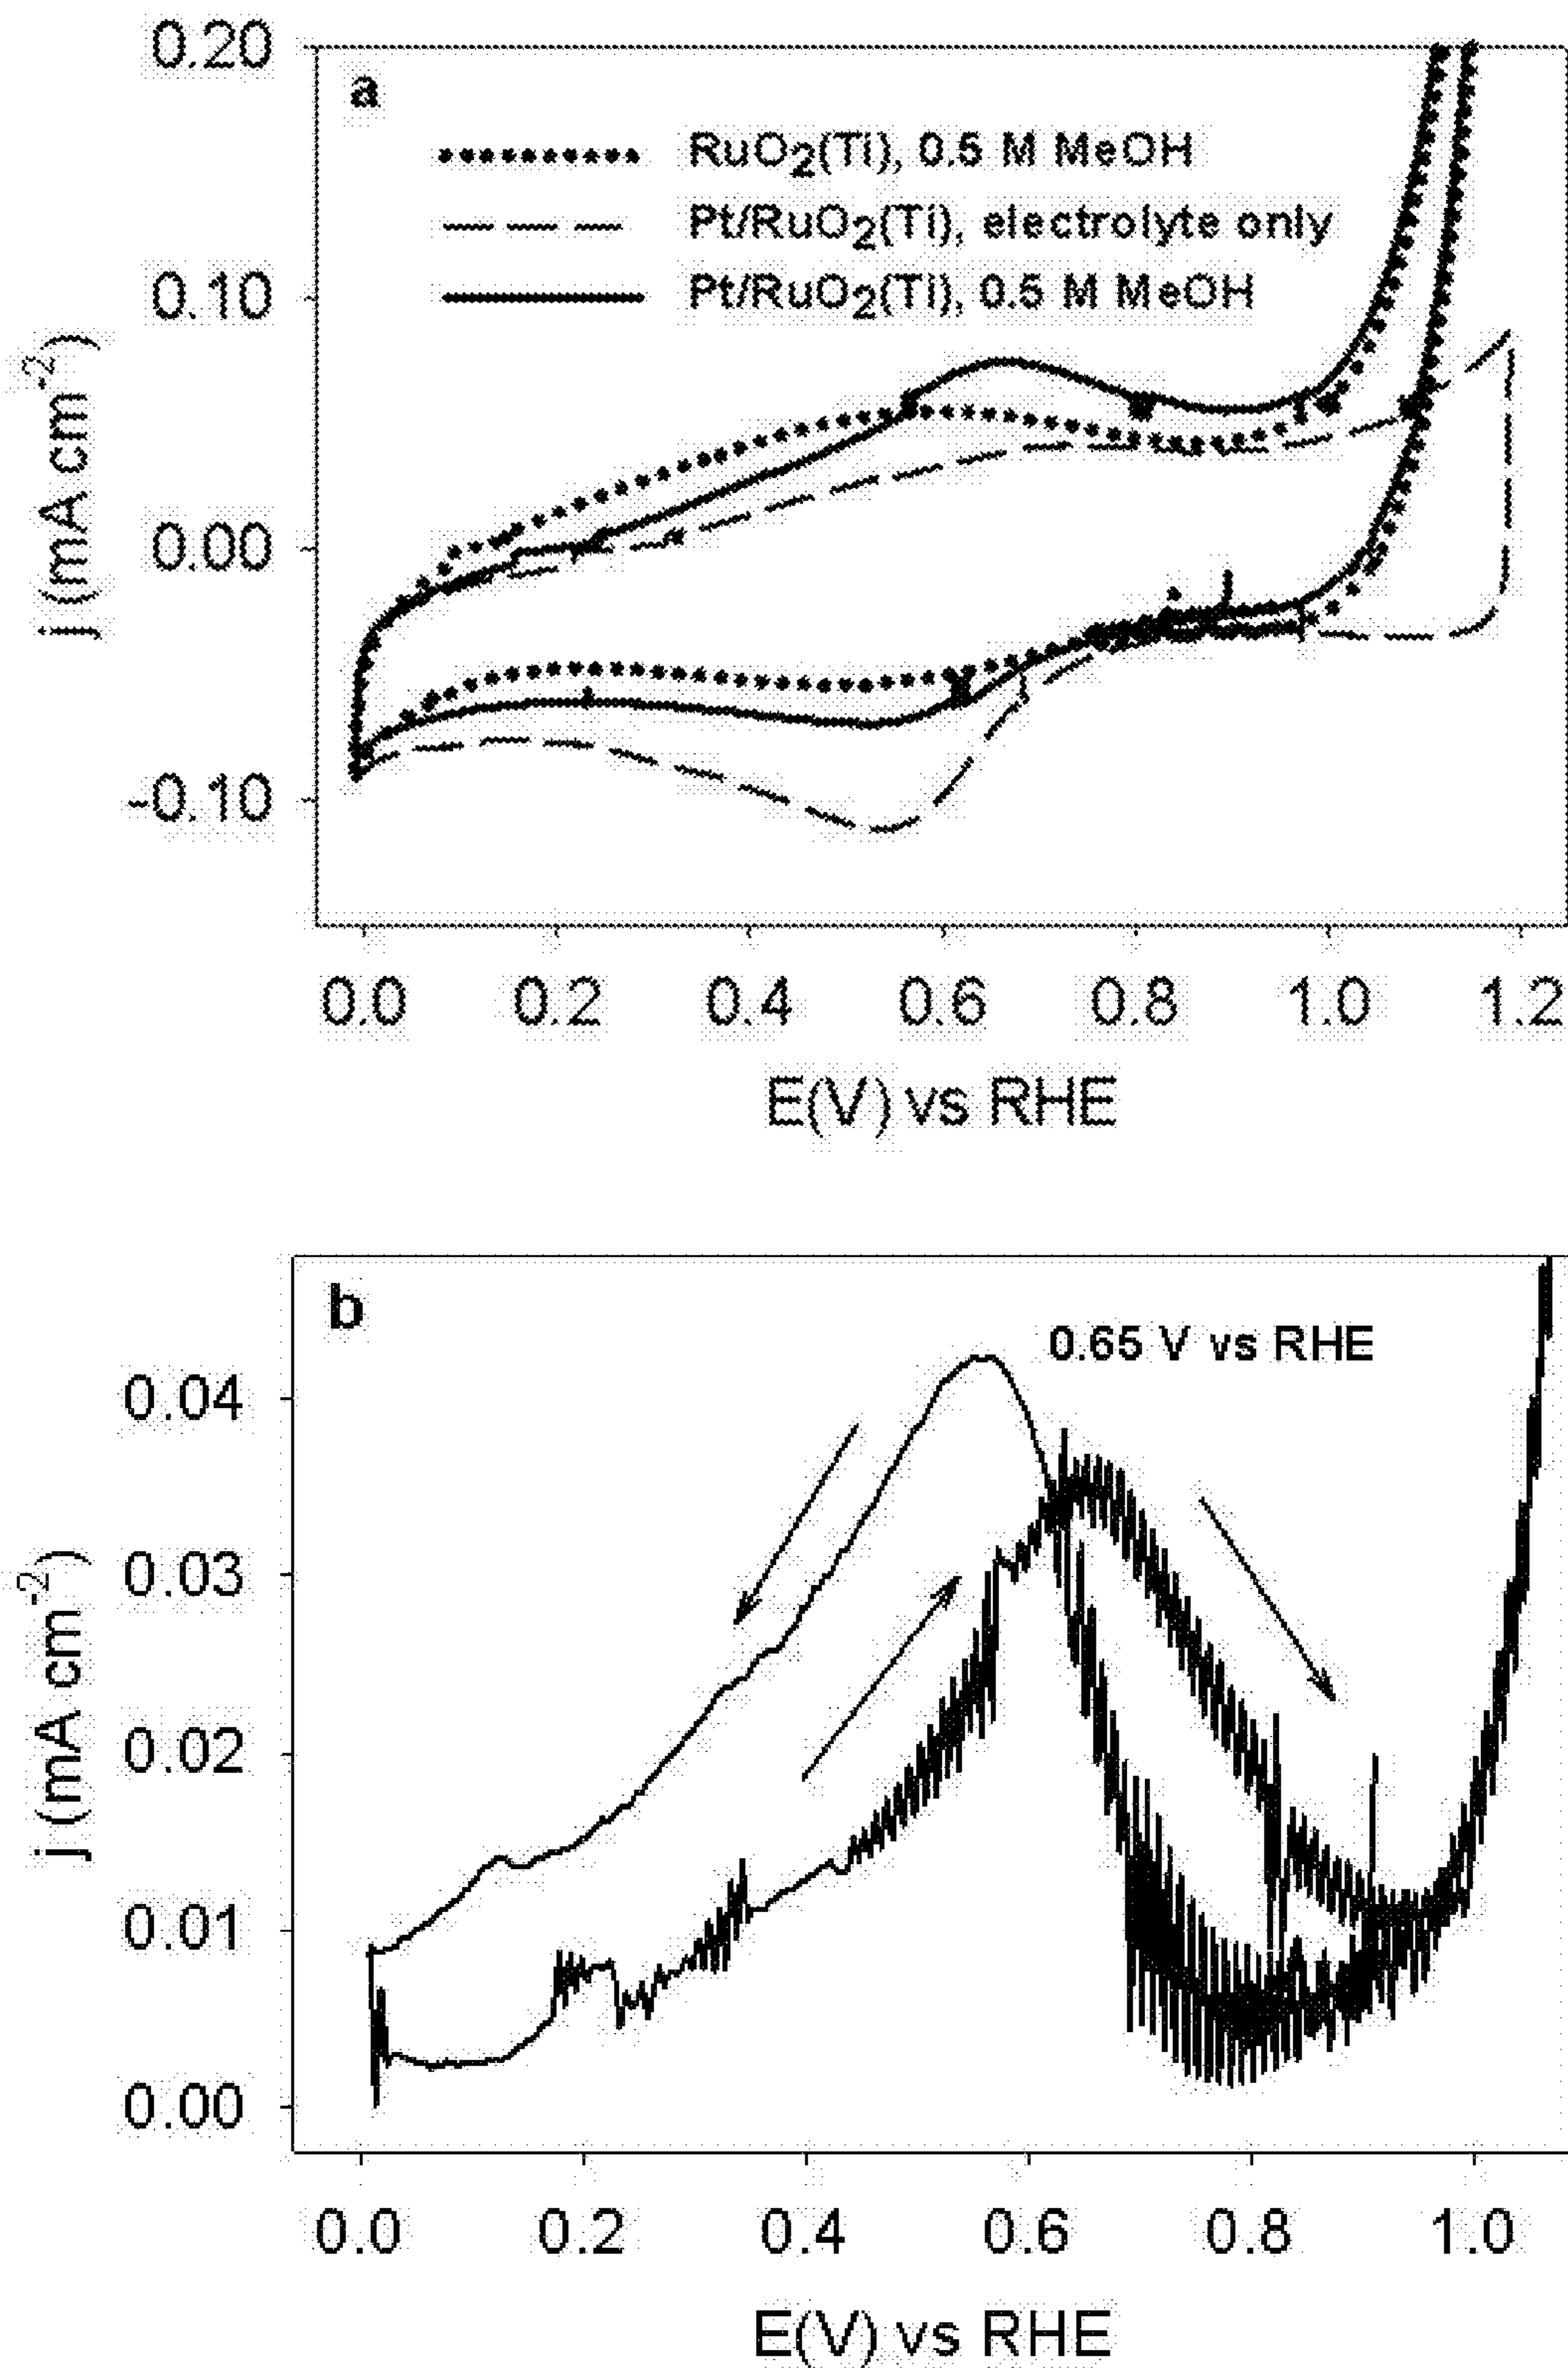 0.20
a
RuO2(Ti), 0.5 M MeOH
Pt/RuO2(Ti), electrolyte only
0.10
Pt/RuO2(Ti), 0.5 M MeOH
j (mA cm-2)
0.00
-0.10
0.0 0.2 0.4 0.6 0.8 1.0 1.2
E(V) vs RHE
b
0.65 V vs RHE
0.04
0.03
j (mA cm-2)
0.02
0.01
0.00
0.0 0.2 0.4 0.6 0.8 1.0
E(V) vs RHE